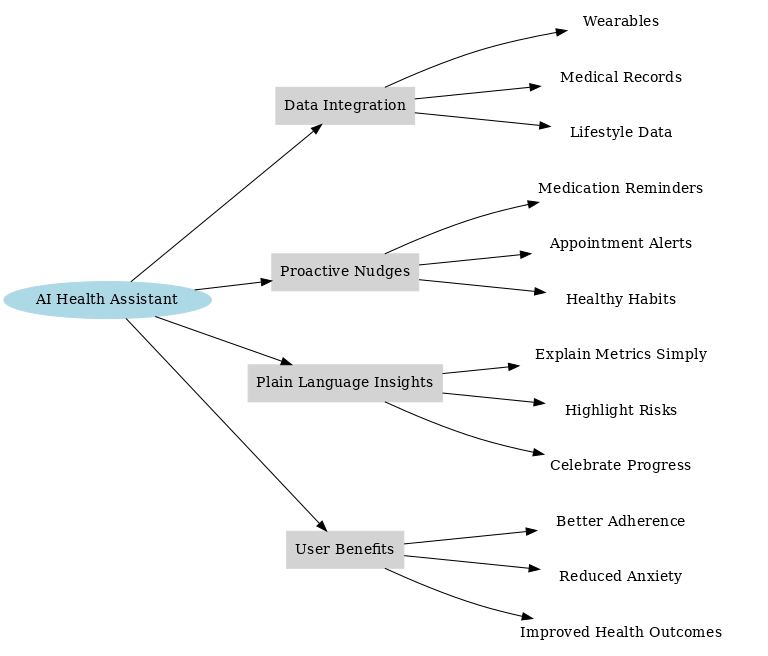 AI Health Assistant
Data Integration
Wearables
Medical Records
Lifestyle Data
Proactive Nudges
Medication Reminders
Appointment Alerts
Healthy Habits
Plain Language Insights
Explain Metrics Simply
Highlight Risks
Celebrate Progress
User Benefits
Better Adherence
Reduced Anxiety
Improved Health Outcomes